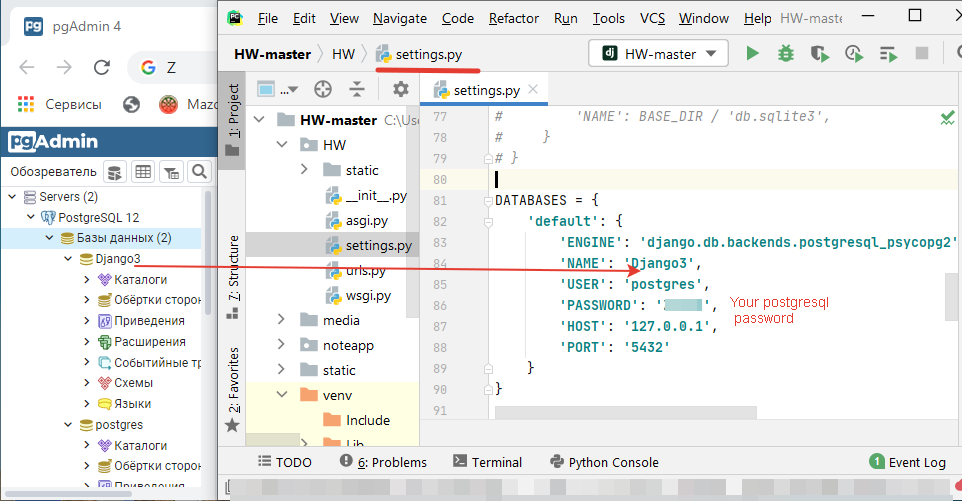 pgAdmin 4
Z
Сервисы
Maz
pgAdmin
Обозреватель
Servers (2)
PostgreSQL 12
Базы данных (2)
Django3
Каталоги
Обёртки сторон
Приведения
Расширения
Событийные тр
Схемы
Языки
postgres
Каталоги
Обёртки сторон
File Edit View Navigate Code Refactor Run Tools VCS Window Help HW-maste
HW-master HW settings.py
dj HW-master
1: Project
7: Structure
2: Favorites
...
HW-master C:\Use
HW
static
__init__.py
asgi.py
settings.py
urls.py
wsgi.py
media
noteapp
static
venv
Include
Lib
settings.py
77 # 'NAME': BASE_DIR / 'db.sqlite3',
78 # }
79 # }
80
81 DATABASES = {
82 'default': {
83 'ENGINE': 'django.db.backends.postgresql_psycopg2'
84 'NAME': 'Django3',
85 'USER': 'postgres',
86 'PASSWORD': ' ',
87 'HOST': '127.0.0.1',
88 'PORT': '5432'
89 }
90 }
91
Your postgresql
password
TODO 6: Problems Terminal Python Console 1 Event Log